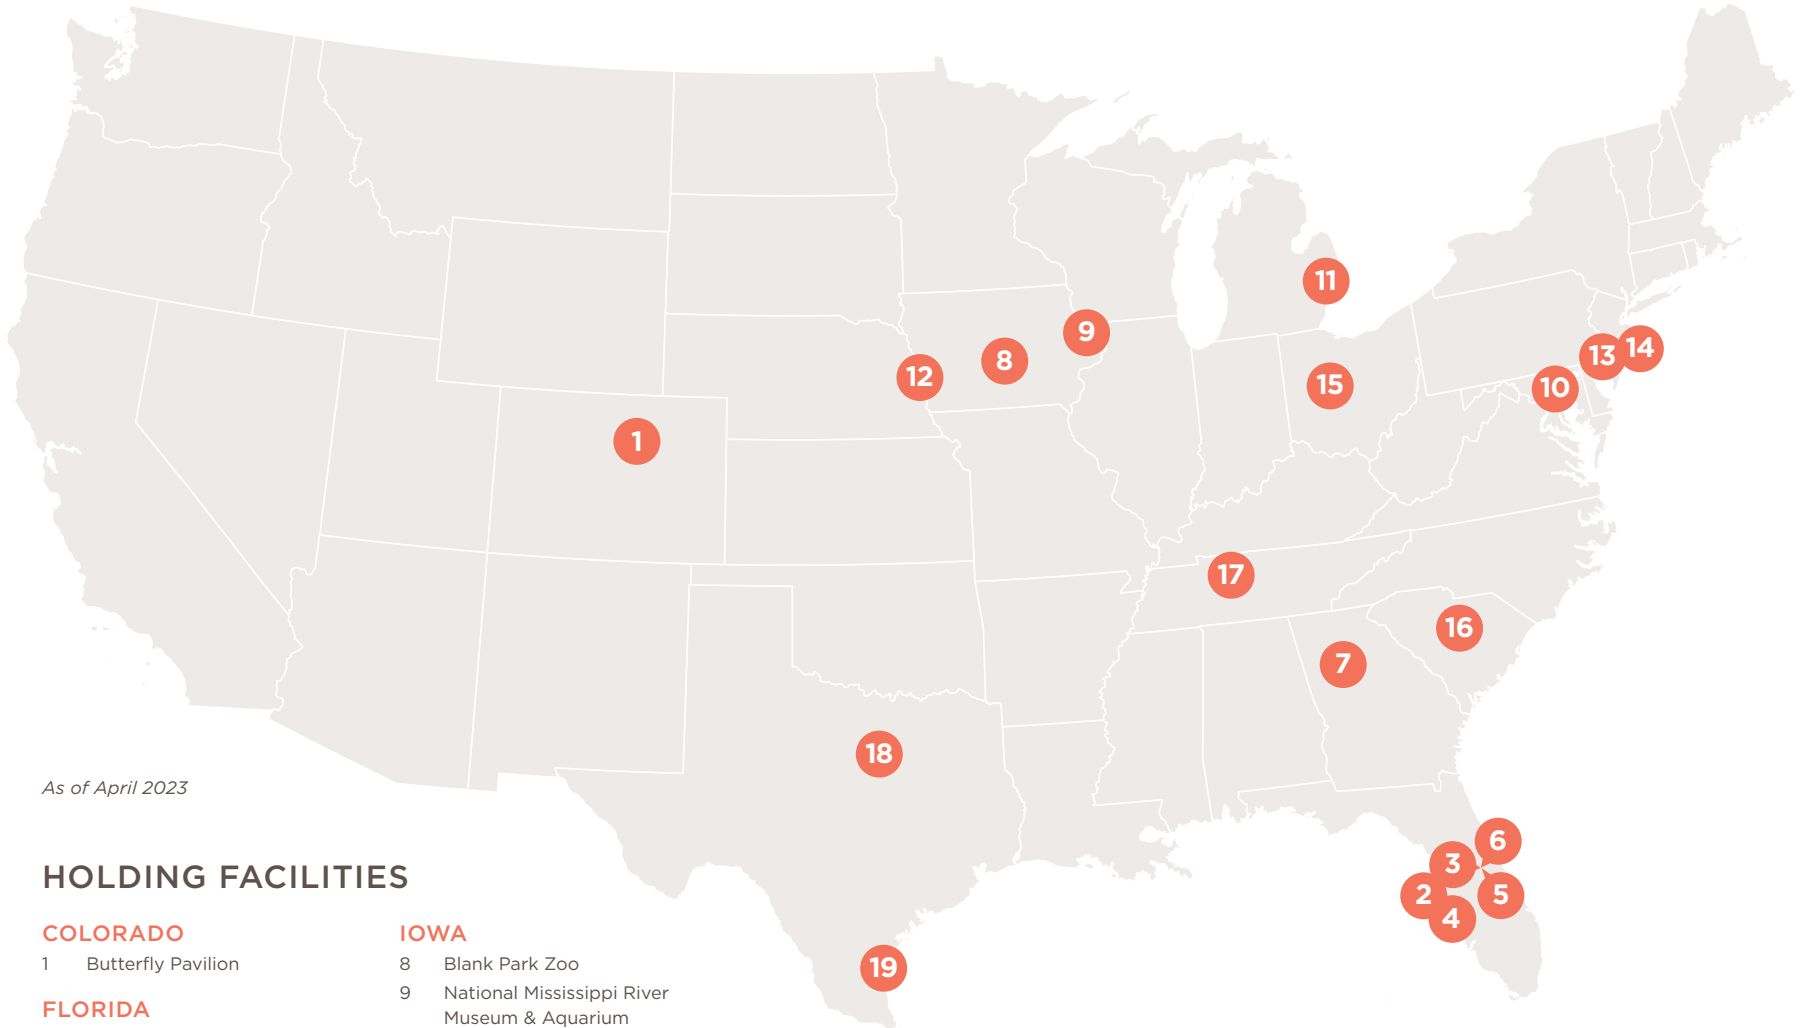 11
9
14
13
8
12
15
10
1
17
16
7
18
As of April 2023
6
3
2
5
4
19
HOLDING FACILITIES
COLORADO
1 Butterfly Pavilion
FLORIDA
IOWA
8 Blank Park Zoo
9 National Mississippi River
Museum & Aquarium